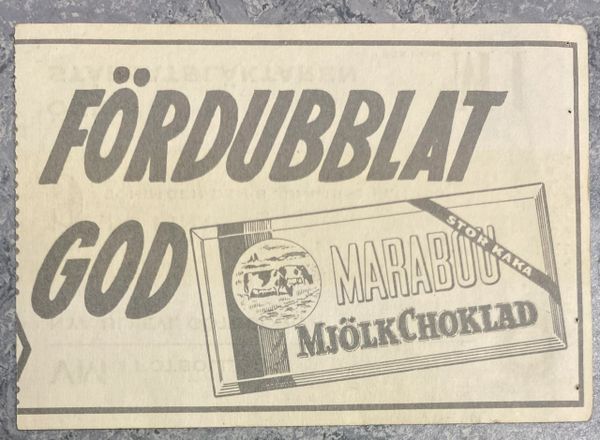 FÖRDUBBLAT
GOD
STOR KAKA
MARABOU
MJÖLKCHOKLAD